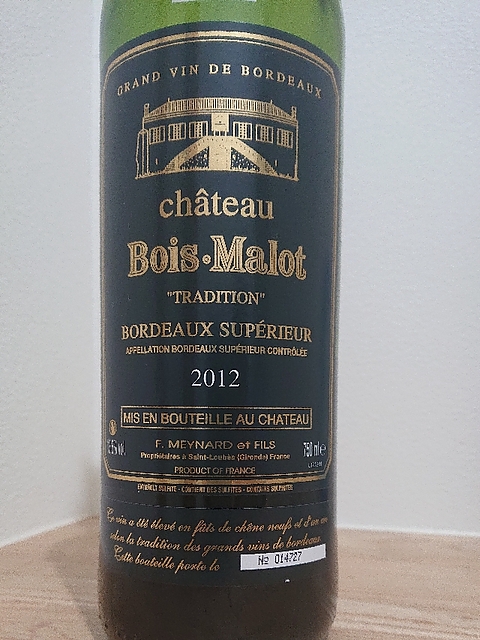 GRAND VIN DE BORDEAUX
château
Bois·Malot
"TRADITION"
BORDEAUX SUPÉRIEUR
APPELLATION BORDEAUX SUPÉRIEUR CONTRÔLÉE
2012
MIS EN BOUTEILLE AU CHATEAU
F. MEYNARD et FILS
750 ml e
Propriétaires à Saint-Loubès (Gironde) France
PRODUCT OF FRANCE
Ce vin a été élevé en fûts de chêne neufs et d'un an
selon la tradition des grands vins de bordeaux.
Cette bouteille porte le № 014727